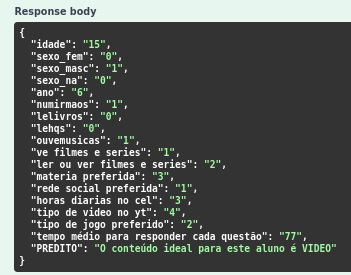 Response body
{
"idade": "15",
"sexo_fem": "0",
"sexo_masc": "1",
"sexo_na": "0",
"ano": "6",
"numirmaos": "1",
"lelivros": "0",
"lehqs": "0",
"ouvemusicas": "1",
"ve filmes e series": "1",
"ler ou ver filmes e series": "2",
"materia preferida": "3",
"rede social preferida": "1",
"horas diarias no cel": "3",
"tipo de video no yt": "4",
"tipo de jogo preferido": "2",
"tempo médio para responder cada questão": "77",
"PREDITO": "O conteúdo ideal para este aluno é VIDEO"
}